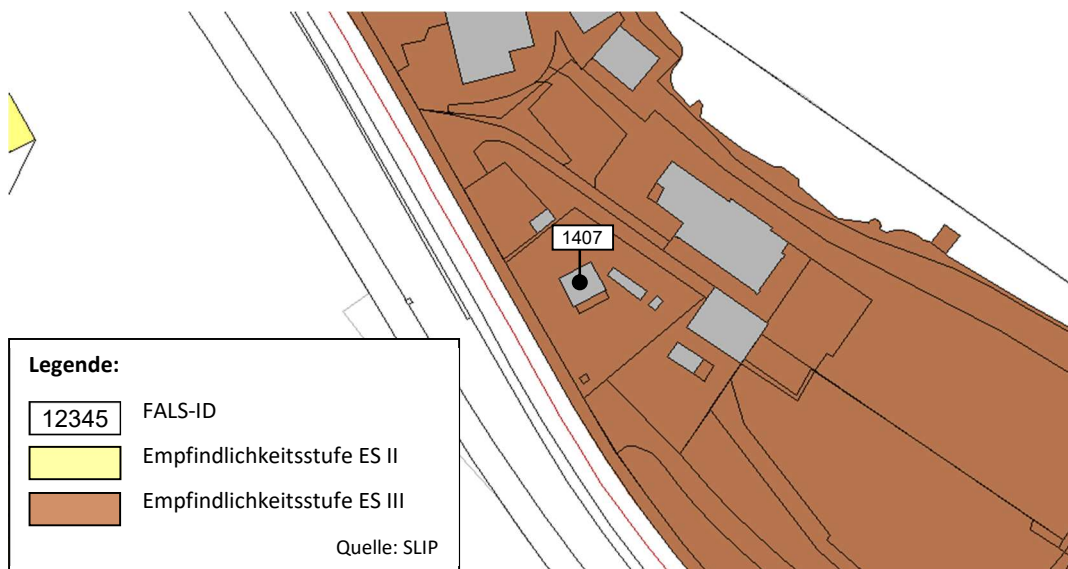 1407
Legende:
12345 FALS-ID
Empfindlichkeitsstufe ES II
Empfindlichkeitsstufe ES III
Quelle: SLIP